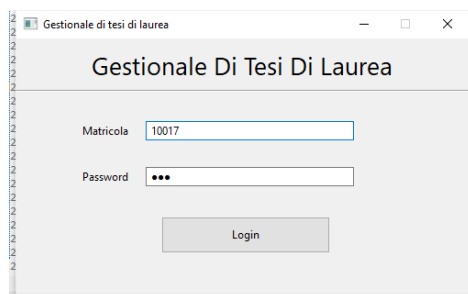 Gestionale di tesi di laurea
Gestionale Di Tesi Di Laurea
Matricola 10017
Password ●●●
Login